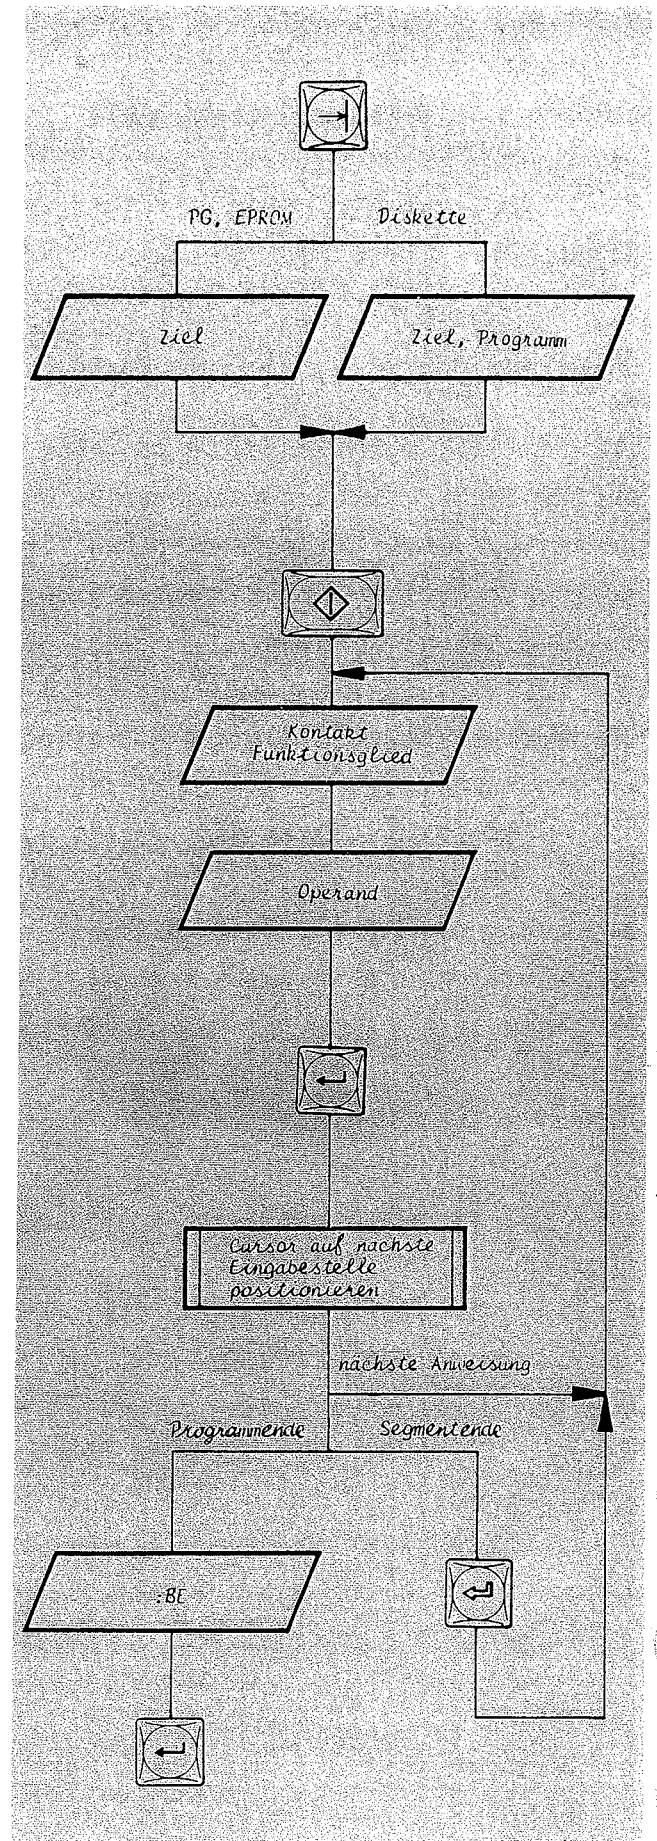 PG, EPROM
Diskette
Ziel
Ziel, Programm
Kontakt
Funktionsglied
Operand
Cursor auf nächste
Eingabestelle
positionieren
nächste Anweisung
Programmende
Segmentende
.BE